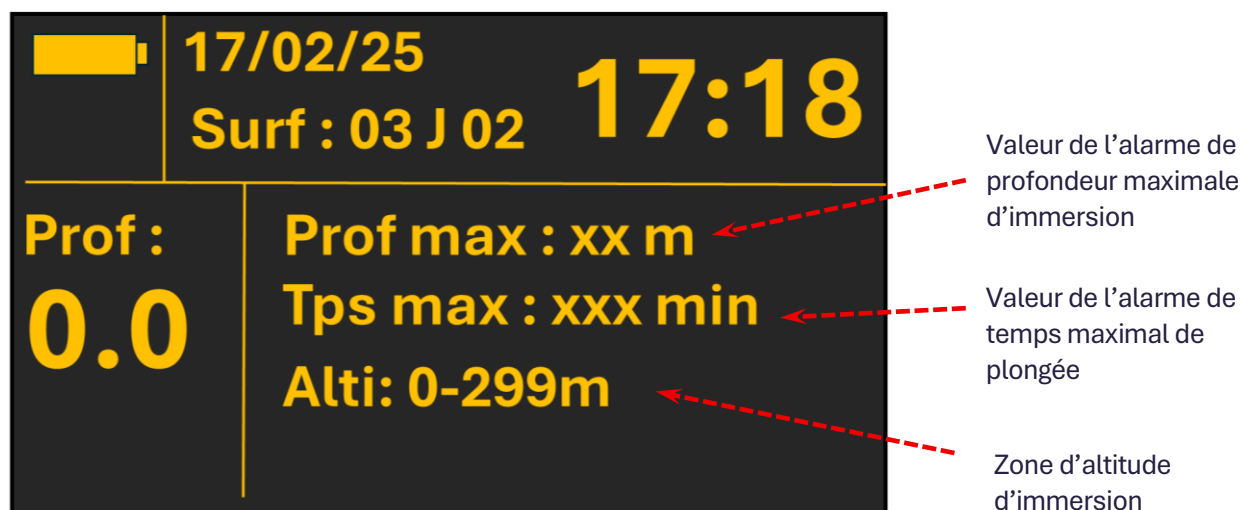 17/02/25
Surf : 03 J 02
17:18
Prof :
0.0
Prof max : xx m
Tps max : xxx min
Alti: 0-299m
Valeur de l’alarme de
profondeur maximale
d’immersion
Valeur de l’alarme de
temps maximal de
plongée
Zone d’altitude
d’immersion